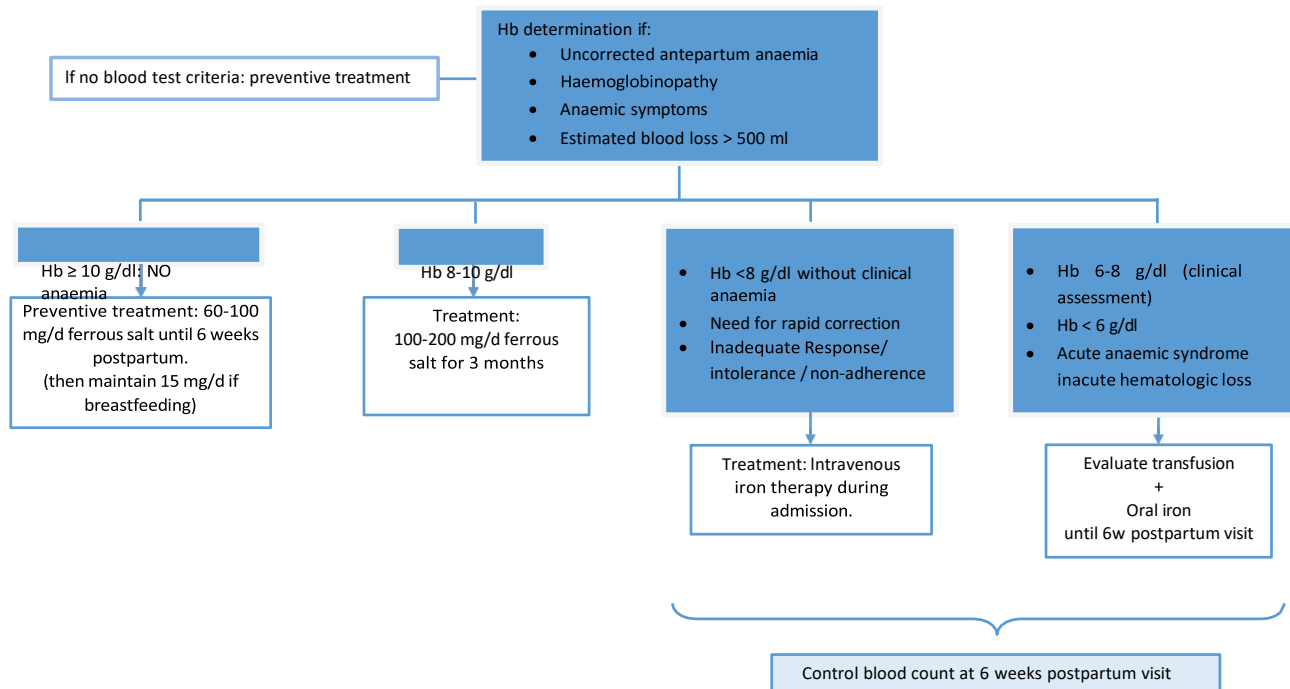 Hb determination if:
• Uncorrected antepartum anaemia
• Haemoglobinopathy
• Anaemic symptoms
• Estimated blood loss > 500 ml
If no blood test criteria: preventive treatment
Hb ≥ 10 g/dl: NO
anaemia
Preventive treatment: 60-100
mg/d ferrous salt until 6 weeks
postpartum.
(then maintain 15 mg/d if
breastfeeding)
Hb 8-10 g/dl
Treatment:
100-200 mg/d ferrous
salt for 3 months
• Hb <8 g/dl without clinical
anaemia
• Need for rapid correction
• Inadequate Response/
intolerance / non-adherence
Treatment: Intravenous
iron therapy during
admission.
• Hb 6-8 g/dl (clinical
assessment)
• Hb < 6 g/dl
• Acute anaemic syndrome
inacute hematologic loss
Evaluate transfusion
+
Oral iron
until 6w postpartum visit
Control blood count at 6 weeks postpartum visit